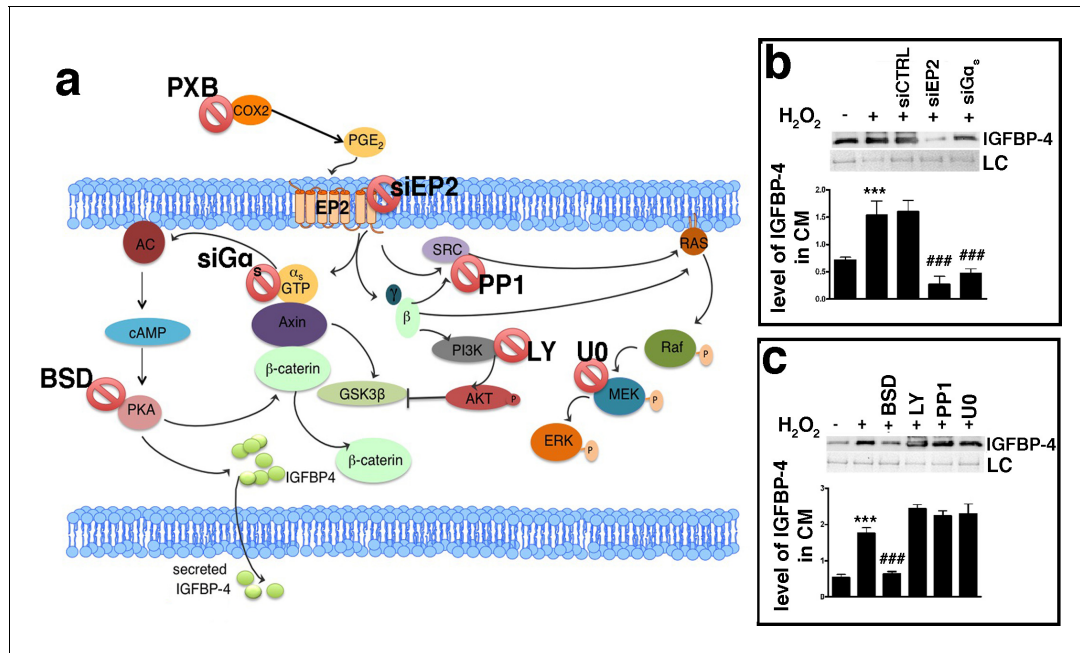 a
PXB
COX2
PGE2
EP2
siEP2
AC
siGαs
αs
GTP
SRC
PP1
RAS
γ
β
Axin
cAMP
PI3K
LY
U0
Raf
P
β-caterin
BSD
PKA
GSK3β
AKT
P
MEK
P
ERK
P
β-caterin
IGFBP4
secreted
IGFBP-4
b
siCTRL
siEP2
siGαs
H2O2
- + + + +
IGFBP-4
LC
level of IGFBP-4
in CM
2.0
1.5
1.0
0.5
0.0
***
###
###
c
BSD
LY
PP1
U0
H2O2
- + + + + +
IGFBP-4
LC
level of IGFBP-4
in CM
3
2
1
0
***
###